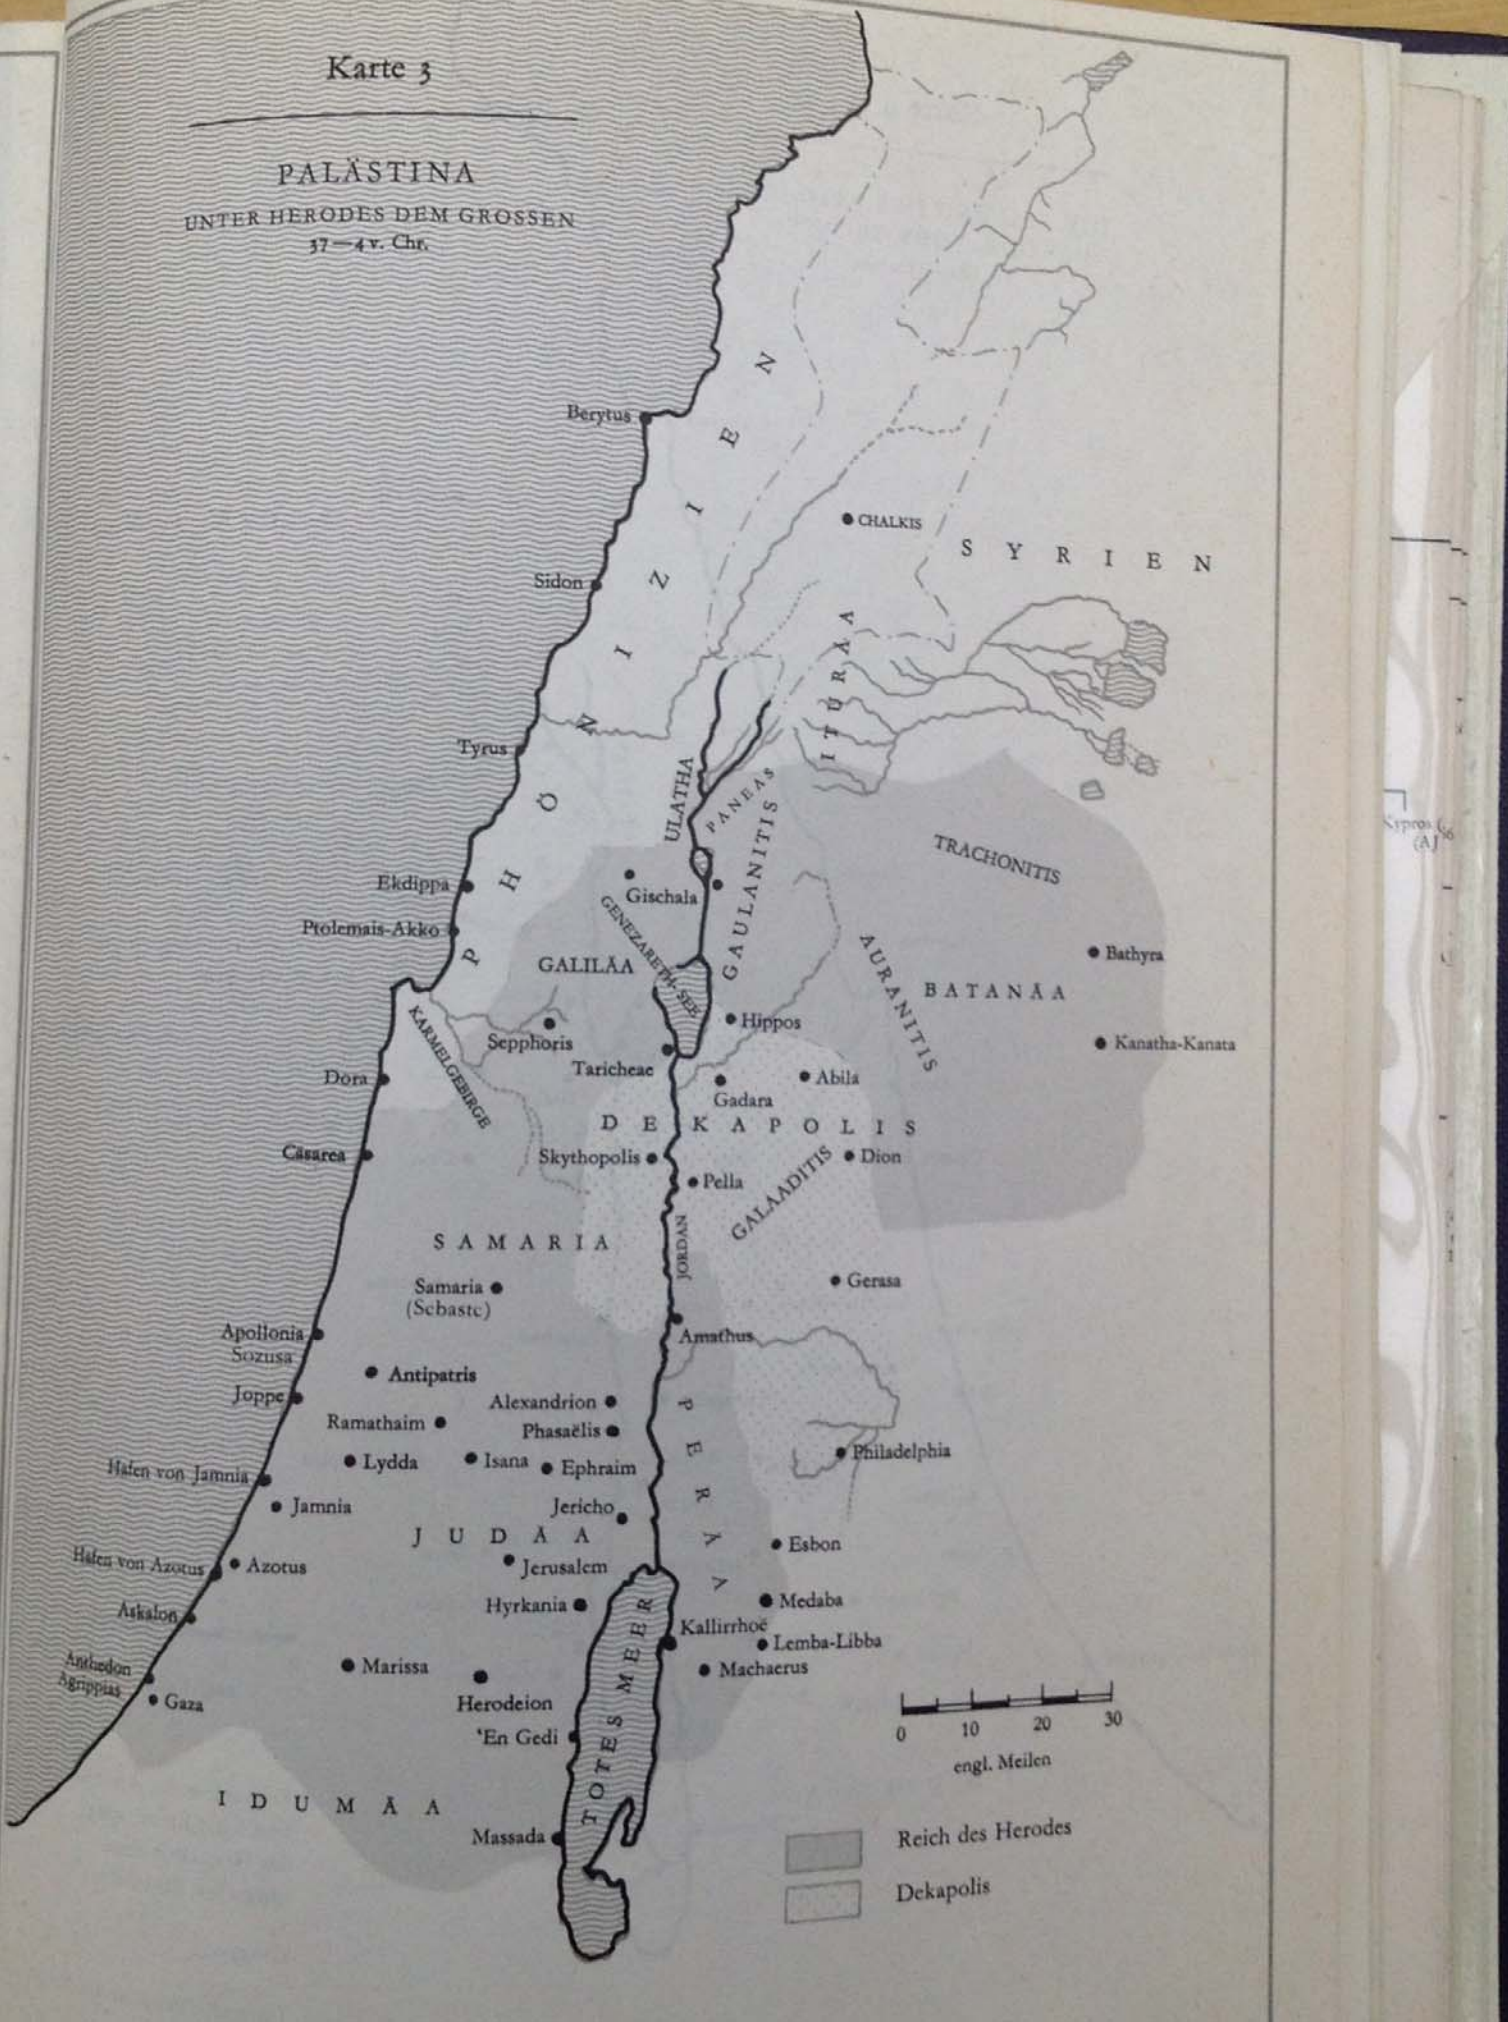 Karte 3
PALÄSTINA
UNTER HERODES DEM GROSSEN
37—4 v. Chr.
PHÖNIZIEN
Berytus
CHALKIS
SYRIEN
Sidon
ITURÄA
Tyrus
ULATHA
PANEAS
GAULANITIS
TRACHONITIS
Ekdippa
Gischala
Ptolemais-Akko
GENEZARETH-SEE
GALILÄA
AURANITIS
Bathyra
BATANÄA
KARMELGEBIRGE
Sepphoris
Hippos
Kanatha-Kanata
Taricheae
Dora
Gadara
Abila
DEKAPOLIS
Cäsarea
Skythopolis
Dion
Pella
GALAADITIS
JORDAN
SAMARIA
Samaria
(Sebaste)
Gerasa
Apollonia
Sozusa
Amathus
Antipatris
Joppe
Alexandrion
Ramathaim
Phasaëlis
PERÄA
Philadelphia
Lydda
Isana
Ephraim
Hafen von Jamnia
Jamnia
Jericho
JUDÄA
Esbon
Hafen von Azotus
Azotus
Jerusalem
Askalon
Hyrkania
Medaba
Kallirrhoë
Lemba-Libba
Anthedon
Agrippias
Marissa
Machaerus
Gaza
Herodeion
'En Gedi
TOTES MEER
IDUMÄA
Massada
0 10 20 30
engl. Meilen
Reich des Herodes
Dekapolis
Kypros